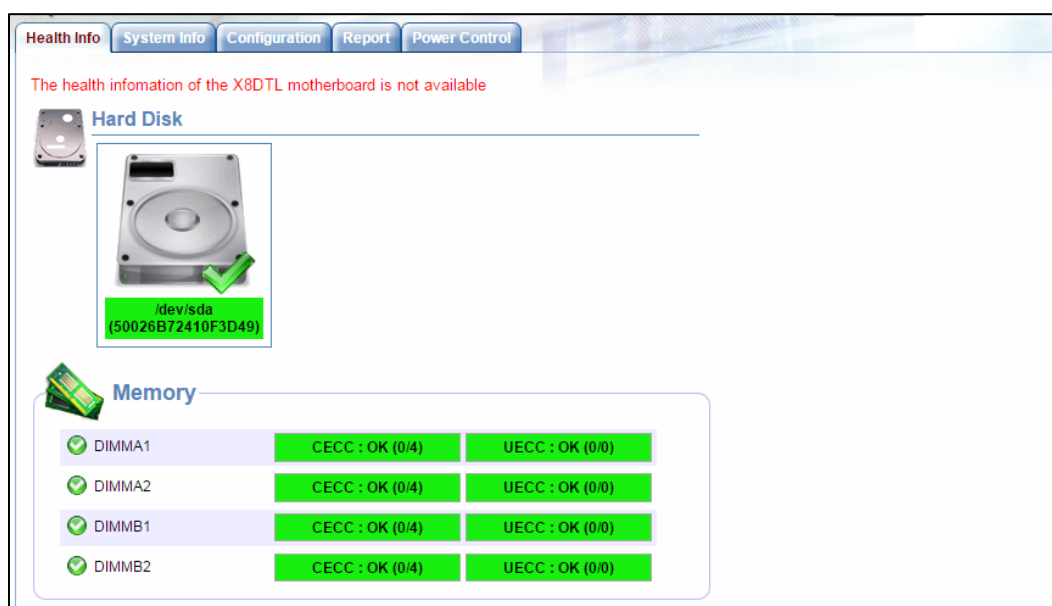 Health Info System Info Configuration Report Power Control
The health infomation of the X8DTL motherboard is not available
Hard Disk
/dev/sda
(50026B72410F3D49)
Memory
DIMMA1 CECC : OK (0/4) UECC : OK (0/0)
DIMMA2 CECC : OK (0/4) UECC : OK (0/0)
DIMMB1 CECC : OK (0/4) UECC : OK (0/0)
DIMMB2 CECC : OK (0/4) UECC : OK (0/0)